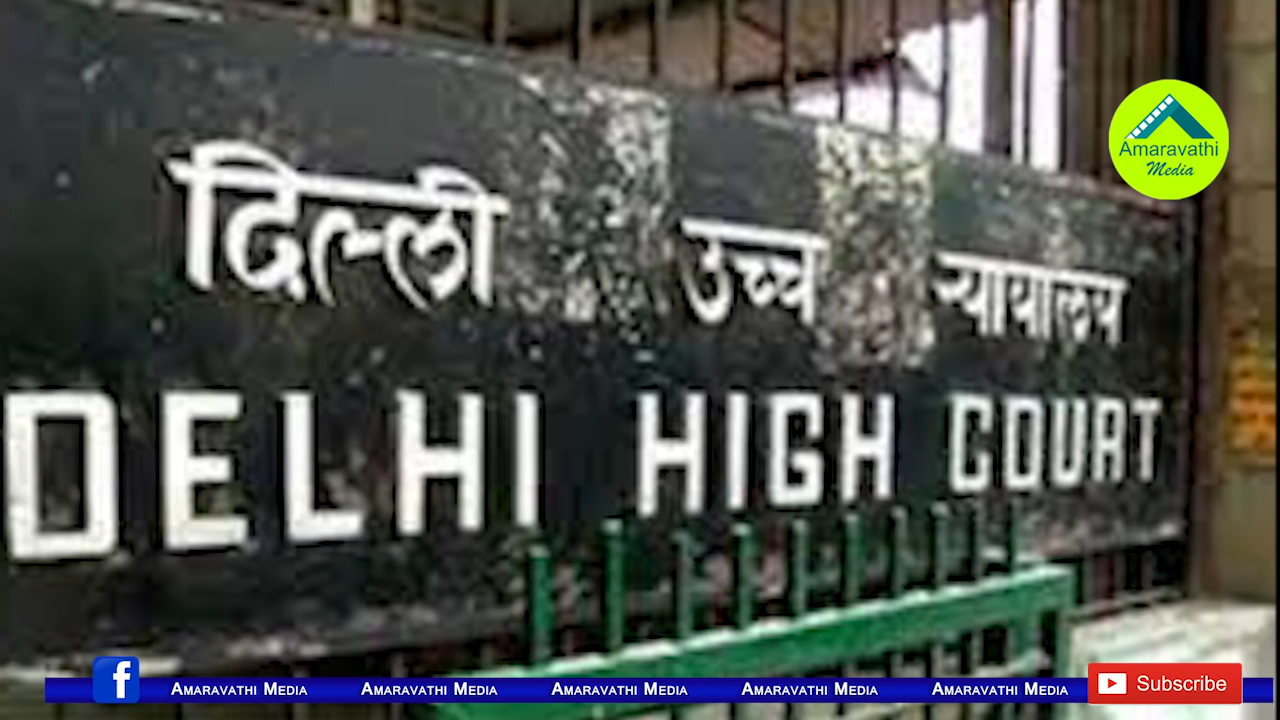 दिल्ली उच्च न्यायालय
DELHI HIGH COURT
Amaravathi
Media
f Amaravathi Media Amaravathi Media Amaravathi Media Amaravathi Media Amaravathi Media
Subscribe